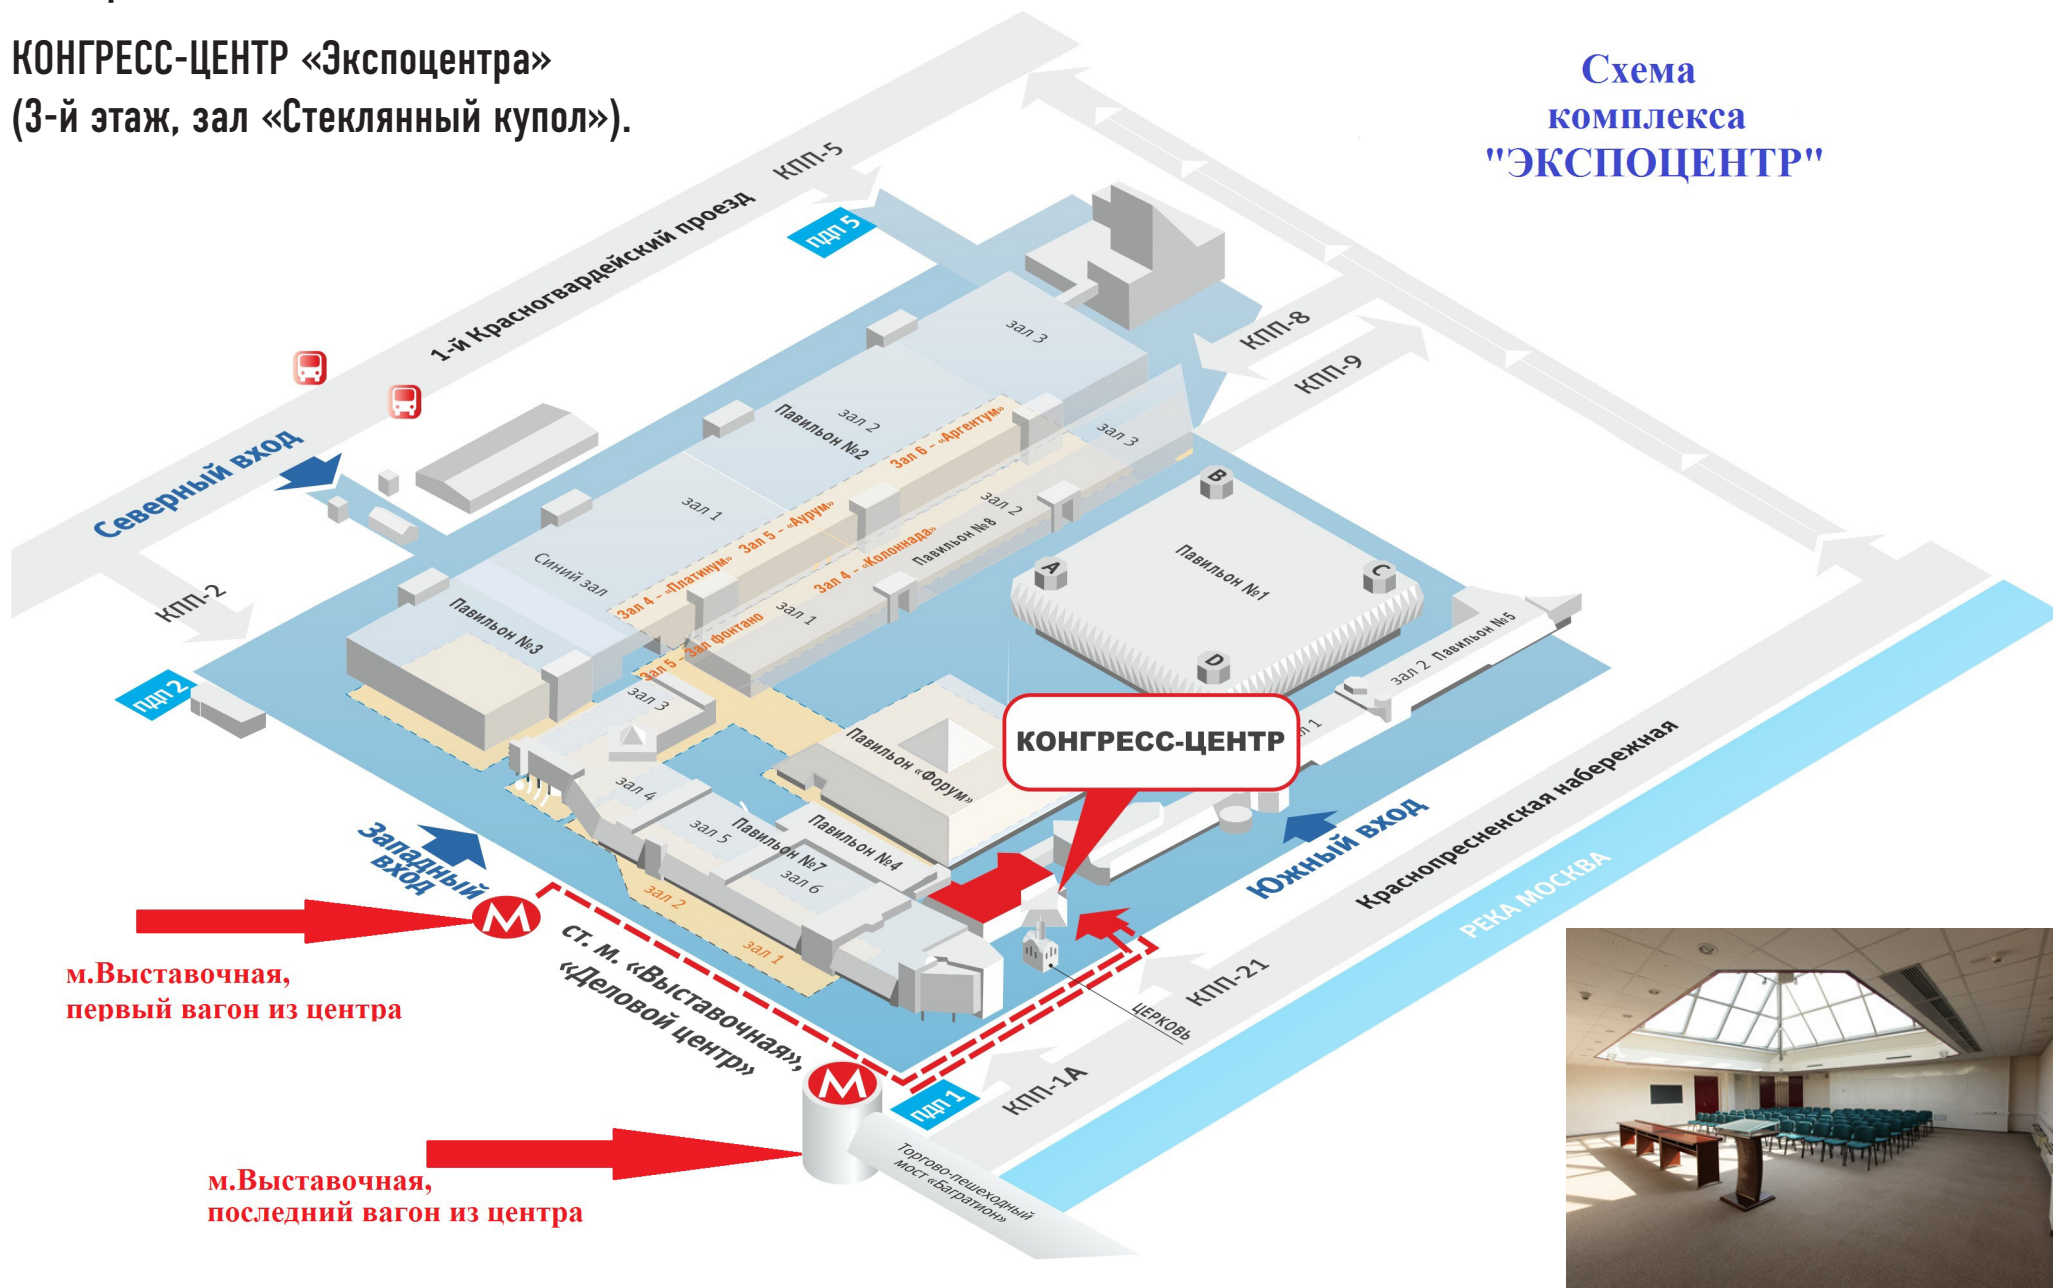 КОНГРЕСС-ЦЕНТР «Экспоцентра»
(3-й этаж, зал «Стеклянный купол»).
Схема
комплекса
"ЭКСПОЦЕНТР"
КПП-5
1-й Красногвардейский проезд
ПДП 5
зал 3
КПП-8
КПП-9
зал 2
Павильон №2
Зал 6 – «Аргентум»
зал 3
Северный вход
зал 1
Зал 5 – «Аурум»
зал 2
Павильон №8
B
A
C
D
Павильон №1
Синий зал
Зал 4 – «Платинум»
Зал 4 – «Колоннада»
КПП-2
Павильон №3
зал 1
Зал 5 – Зал фонтано
зал 2 Павильон №5
ПДП 2
зал 3
КОНГРЕСС-ЦЕНТР
л 1
Павильон «Форум»
Краснопресненская набережная
зал 4
зал 5
Павильон №7
Павильон №4
зал 6
Западный
вход
Южный вход
РЕКА МОСКВА
зал 2
зал 1
М
ст. м. «Выставочная»,
«Деловой центр»
м.Выставочная,
первый вагон из центра
КПП-21
ЦЕРКОВЬ
М
ПДП 1
КПП-1А
м.Выставочная,
последний вагон из центра
Торгово-пешеходный
мост «Багратион»